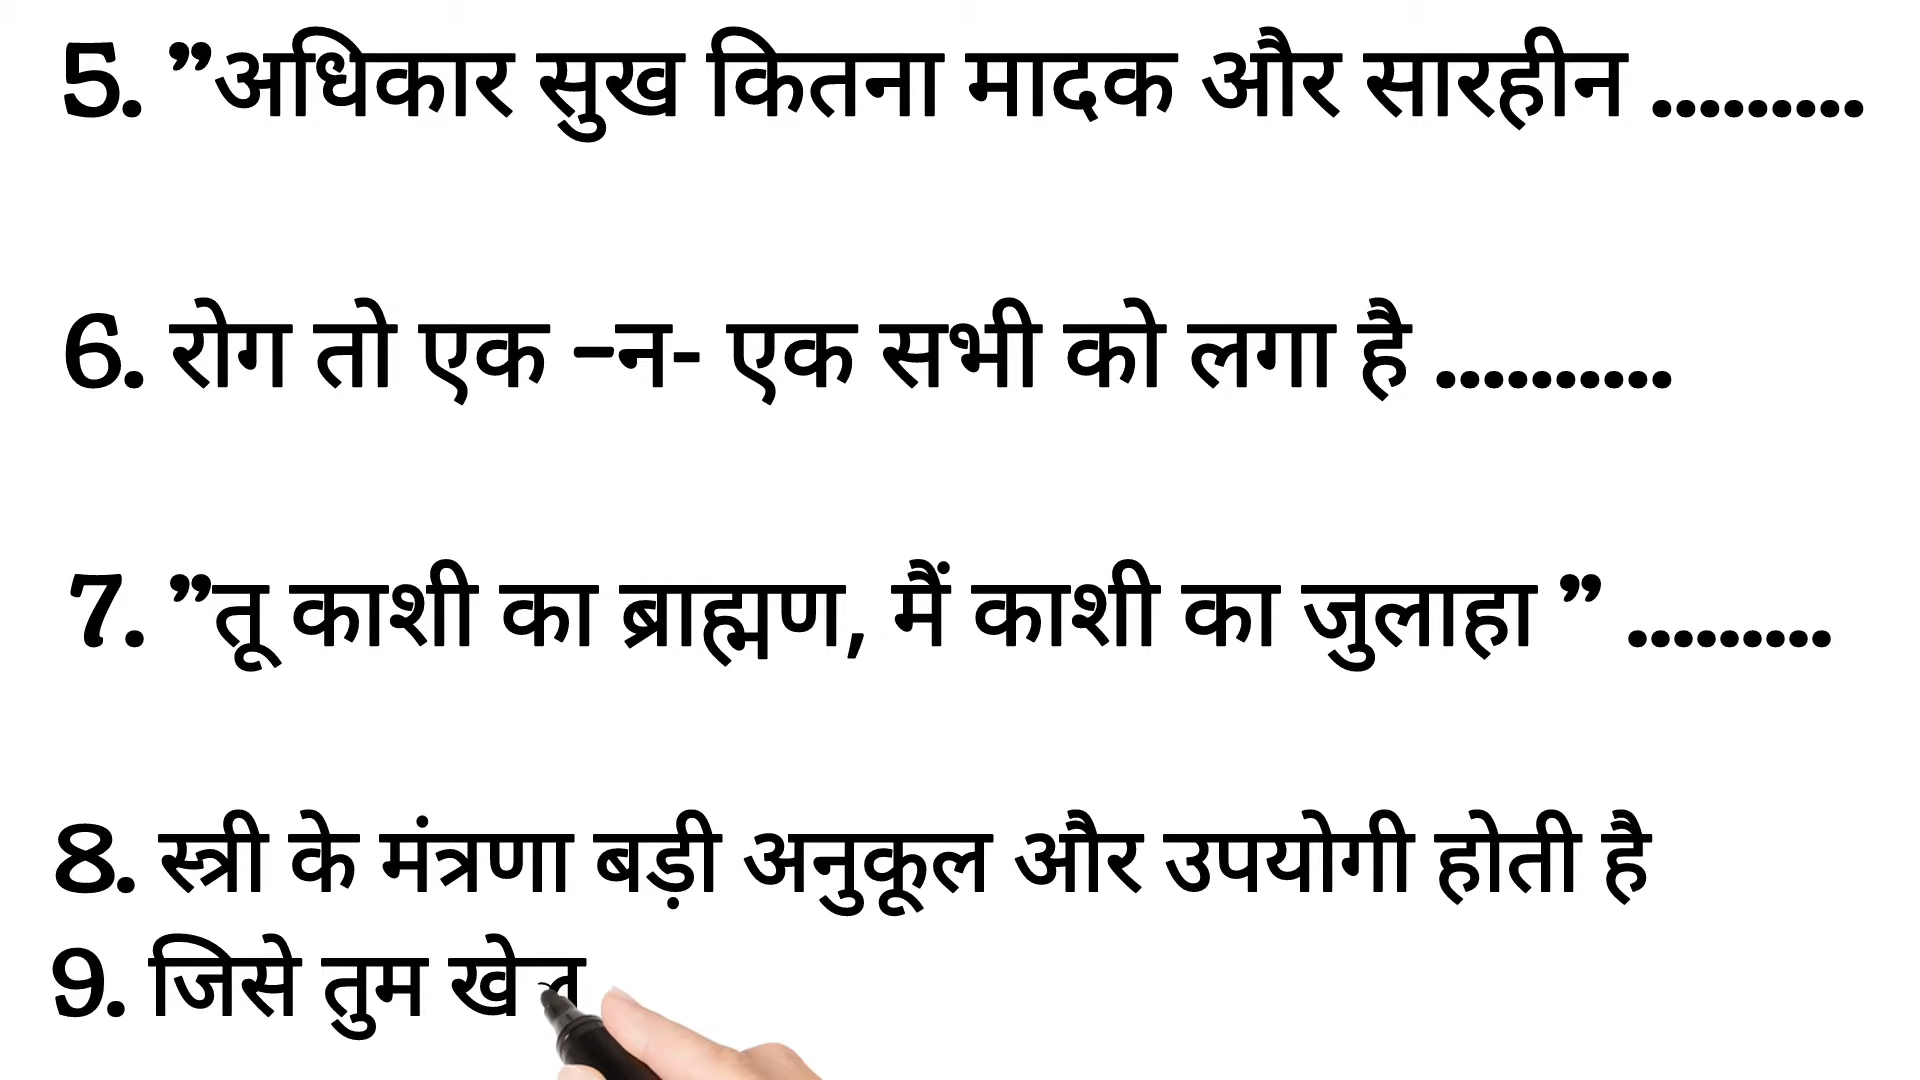 5. ”अधिकार सुख कितना मादक और सारहीन .........
6. रोग तो एक –न- एक सभी को लगा है ..........
7. ”तू काशी का ब्राह्मण, मैं काशी का जुलाहा ” .........
8. स्त्री के मंत्रणा बड़ी अनुकूल और उपयोगी होती है
9. जिसे तुम